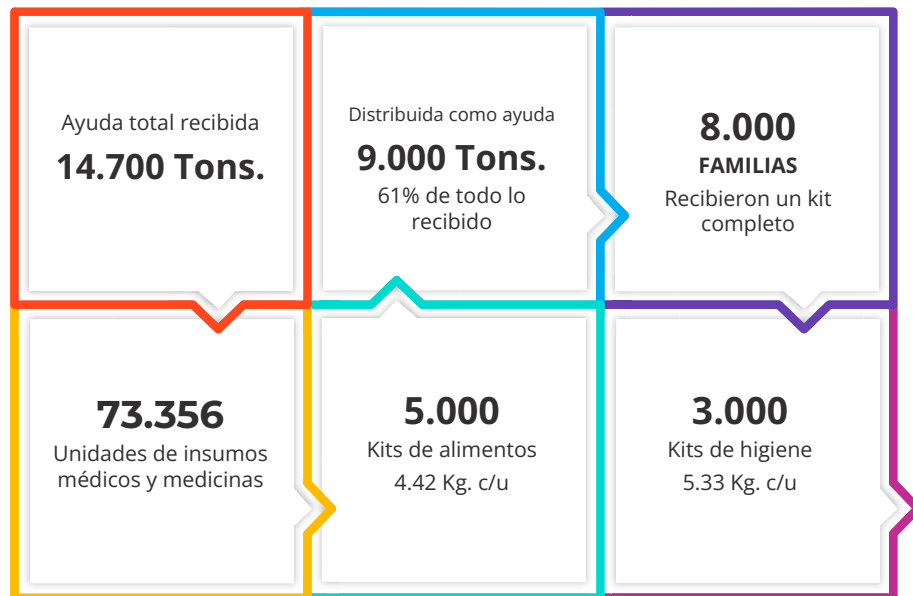 Ayuda total recibida
14.700 Tons.
Distribuida como ayuda
9.000 Tons.
61% de todo lo
recibido
8.000
FAMILIAS
Recibieron un kit
completo
73.356
Unidades de insumos
médicos y medicinas
5.000
Kits de alimentos
4.42 Kg. c/u
3.000
Kits de higiene
5.33 Kg. c/u